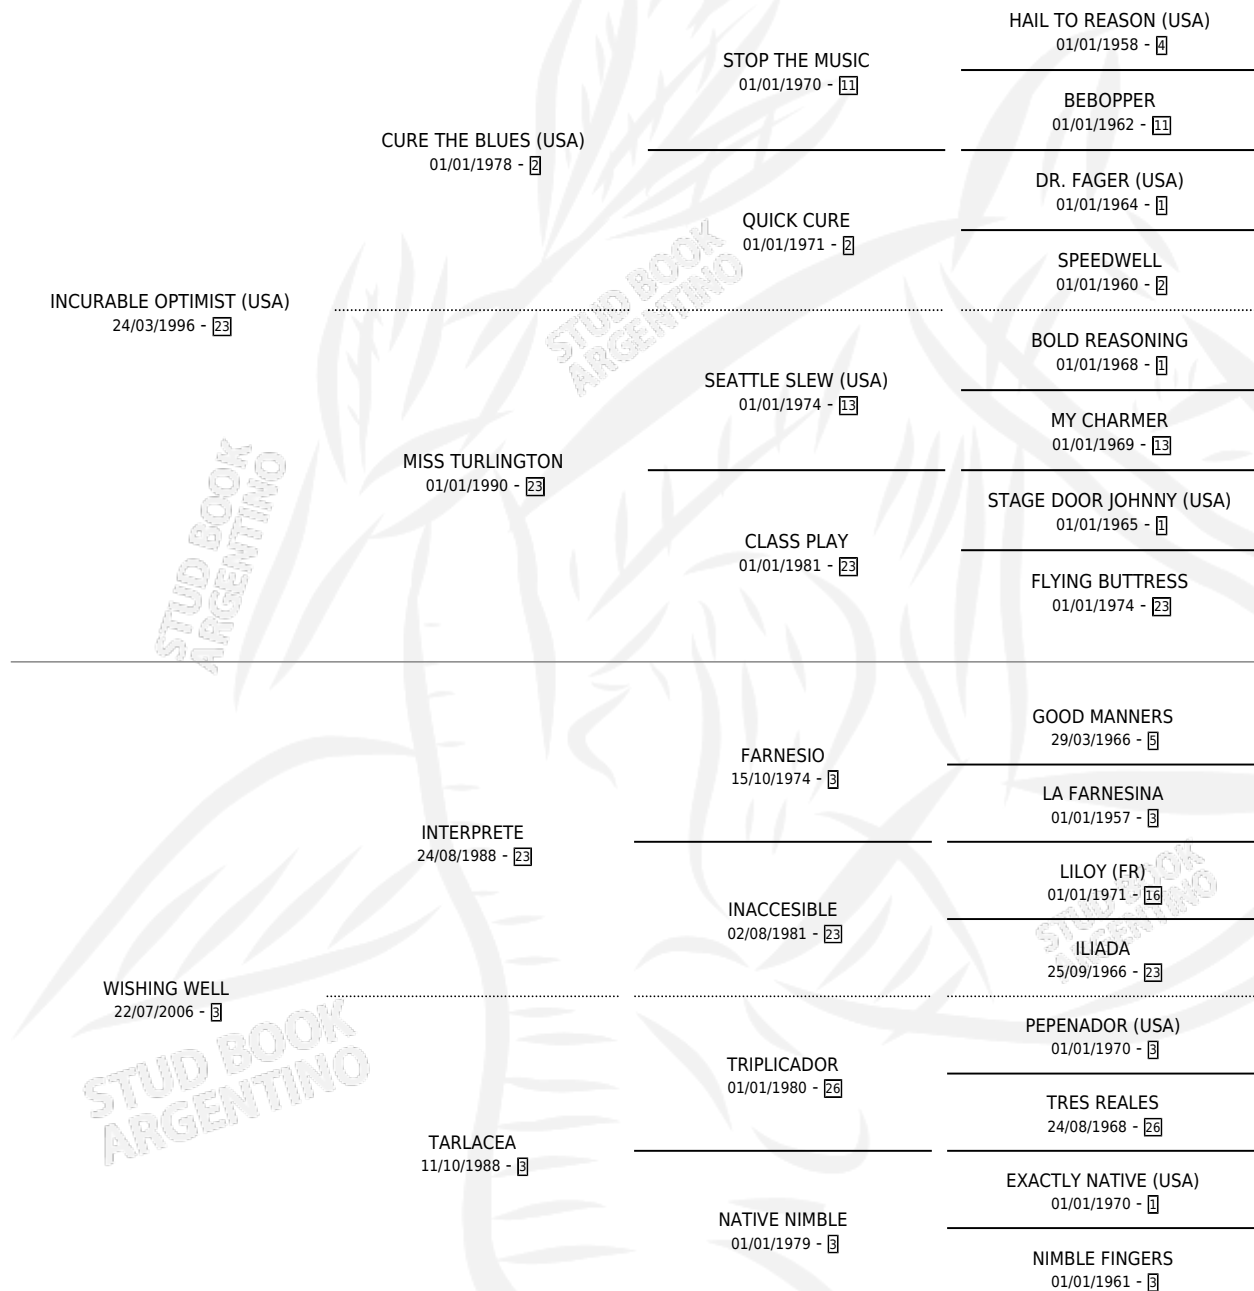 HAIL TO REASON (USA)
01/01/1958 - 4
STOP THE MUSIC
01/01/1970 - 11
BEBOPPER
01/01/1962 - 11
CURE THE BLUES (USA)
01/01/1978 - 2
DR. FAGER (USA)
01/01/1964 - 1
QUICK CURE
01/01/1971 - 2
SPEEDWELL
01/01/1960 - 2
INCURABLE OPTIMIST (USA)
24/03/1996 - 23
STUD BOOK
ARGENTINO
BOLD REASONING
01/01/1968 - 1
SEATTLE SLEW (USA)
01/01/1974 - 13
MY CHARMER
01/01/1969 - 13
MISS TURLINGTON
01/01/1990 - 23
STAGE DOOR JOHNNY (USA)
01/01/1965 - 1
CLASS PLAY
01/01/1981 - 23
FLYING BUTTRESS
01/01/1974 - 23
STUD BOOK
ARGENTINO
GOOD MANNERS
29/03/1966 - 5
FARNESIO
15/10/1974 - 3
LA FARNESINA
01/01/1957 - 3
INTERPRETE
24/08/1988 - 23
LILOY (FR)
01/01/1971 - 16
INACCESIBLE
02/08/1981 - 23
ILIADA
25/09/1966 - 23
STUD BOOK
ARGENTINO
WISHING WELL
22/07/2006 - 3
STUD BOOK
ARGENTINO
PEPENADOR (USA)
01/01/1970 - 3
TRIPLICADOR
01/01/1980 - 26
TRES REALES
24/08/1968 - 26
TARLACEA
11/10/1988 - 3
EXACTLY NATIVE (USA)
01/01/1970 - 1
NATIVE NIMBLE
01/01/1979 - 3
NIMBLE FINGERS
01/01/1961 - 3